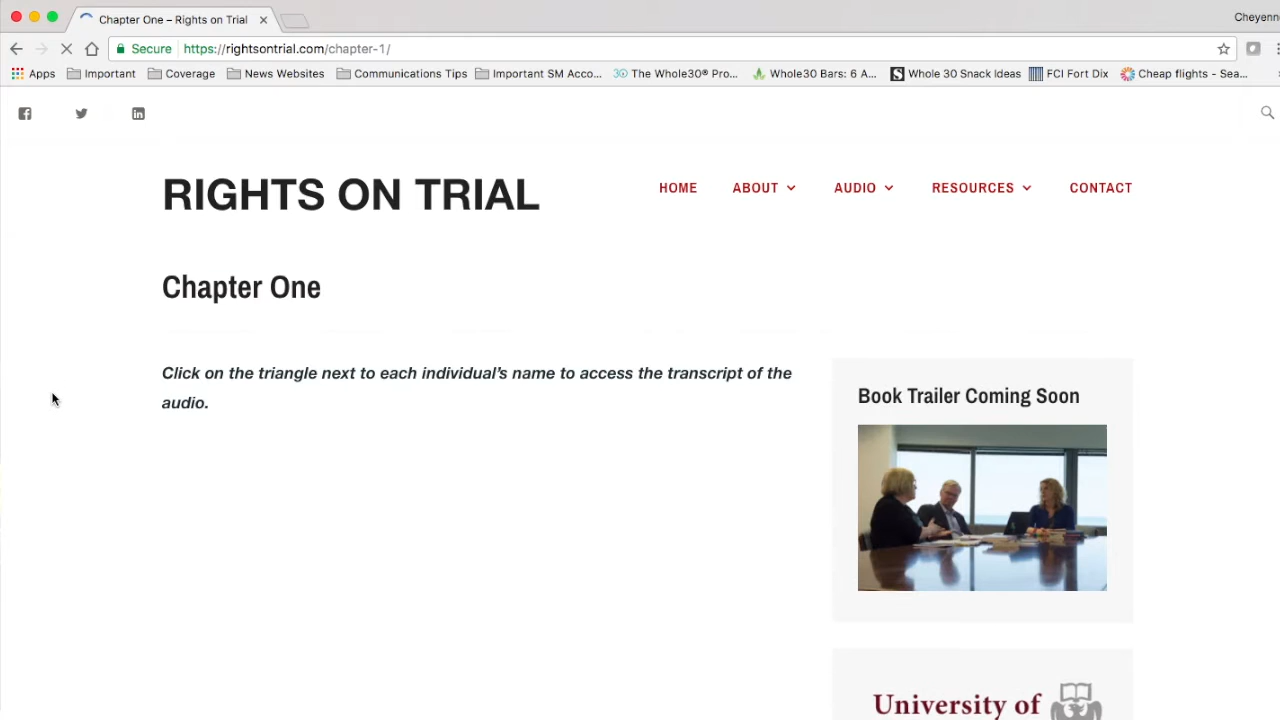 Chapter One – Rights on Trial
Cheyenn
Secure https://rightsontrial.com/chapter-1/
Apps Important Coverage News Websites Communications Tips Important SM Acco... The Whole30® Pro... Whole30 Bars: 6 A... Whole 30 Snack Ideas FCI Fort Dix Cheap flights - Sea...
RIGHTS ON TRIAL
HOME ABOUT AUDIO RESOURCES CONTACT
Chapter One
Click on the triangle next to each individual’s name to access the transcript of the
audio.
Book Trailer Coming Soon
University of